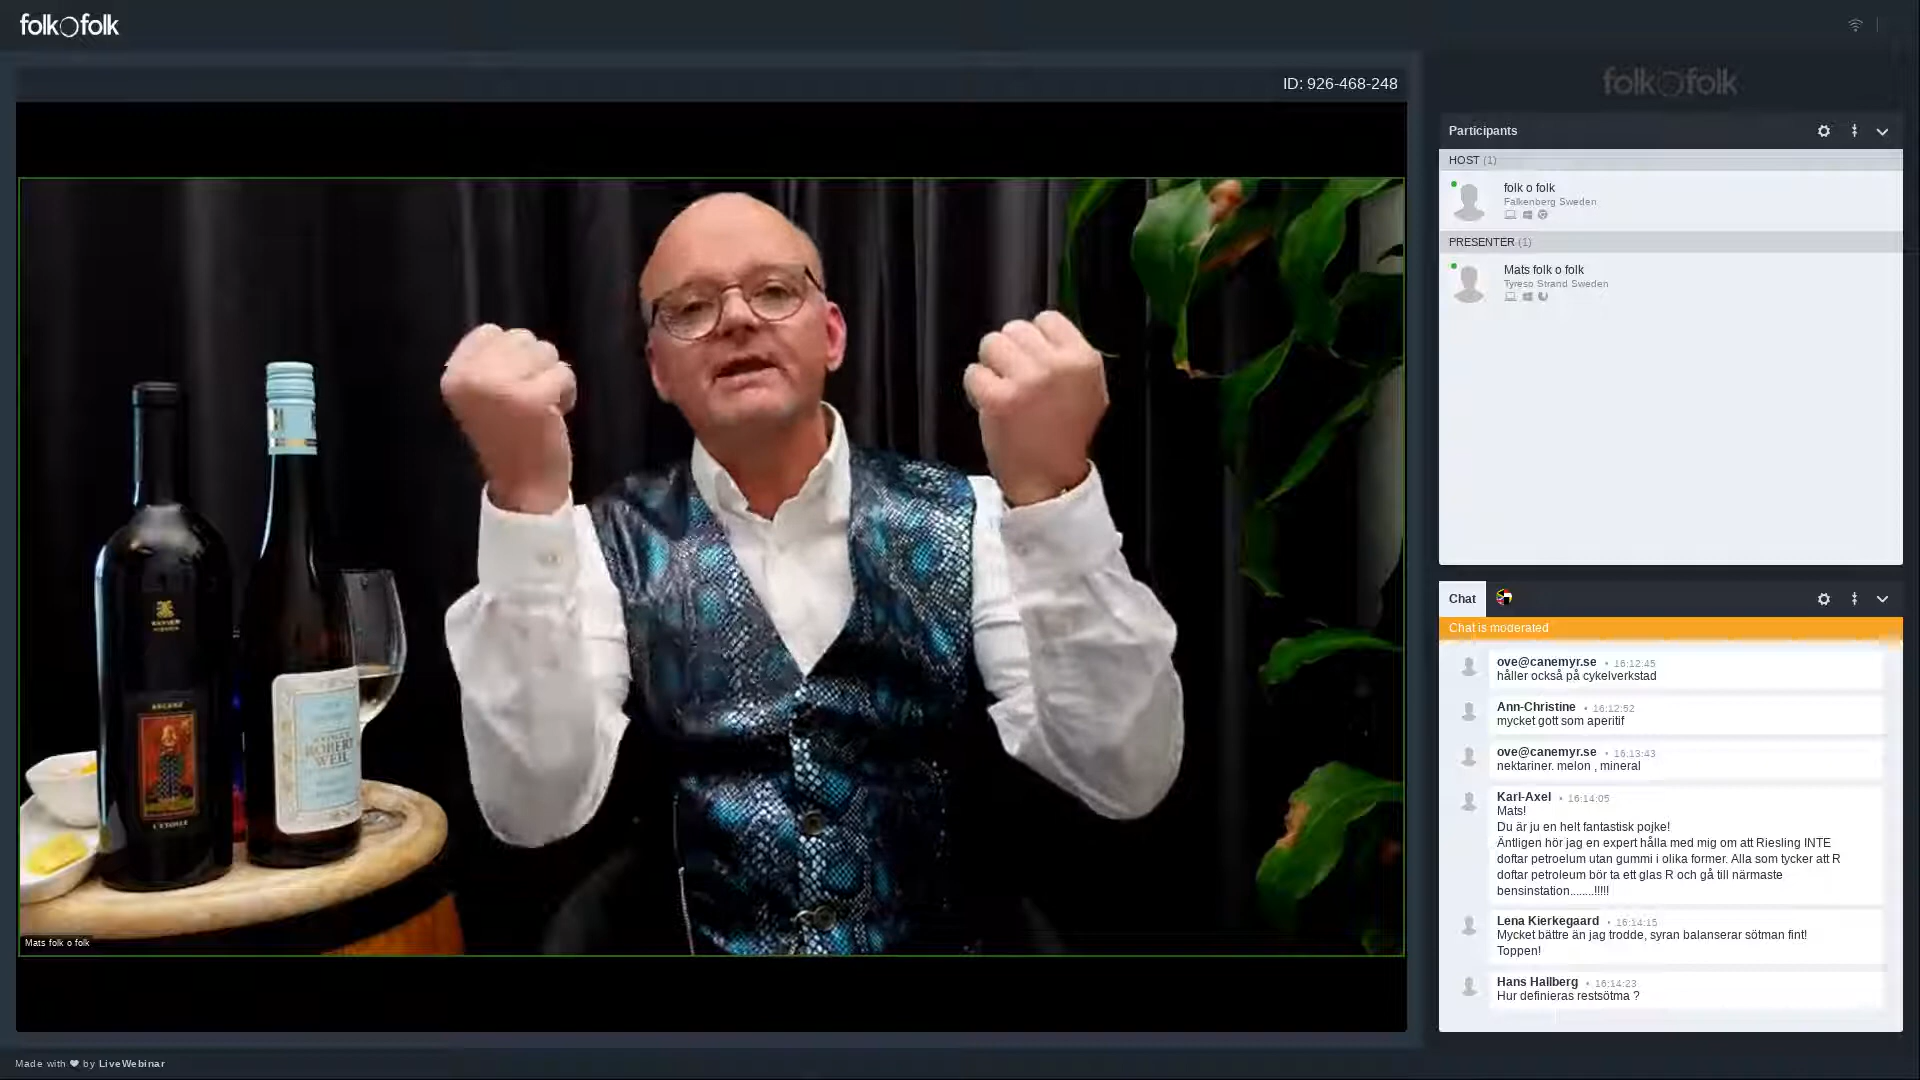 folkofolk
ID: 926-468-248
folkofolk
Participants
HOST (1)
folk o folk
Falkenberg Sweden
PRESENTER (1)
Mats folk o folk
Tyreso Strand Sweden
ROBERT
WEIL
L'ETOILE
Mats folk o folk
Chat
Chat is moderated
ove@canemyr.se • 16:12:45
håller också på cykelverkstad
Ann-Christine • 16:12:52
mycket gott som aperitif
ove@canemyr.se • 16:13:43
nektariner. melon , mineral
Karl-Axel • 16:14:05
Mats!
Du är ju en helt fantastisk pojke!
Äntligen hör jag en expert hålla med mig om att Riesling INTE
doftar petroelum utan gummi i olika former. Alla som tycker att R
doftar petroleum bör ta ett glas R och gå till närmaste
bensinstation........!!!!!
Lena Kierkegaard • 16:14:15
Mycket bättre än jag trodde, syran balanserar sötman fint!
Toppen!
Hans Hallberg • 16:14:23
Hur definieras restsötma ?
Made with by LiveWebinar